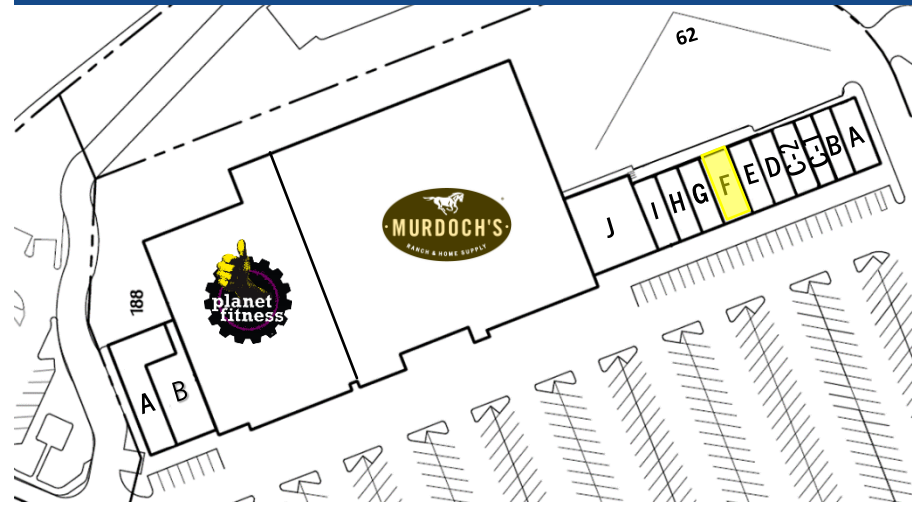 62
A
B
C-1
C-2
D
E
F
G
H
I
J
MURDOCH'S
RANCH & HOME SUPPLY
planet
fitness
188
A
B